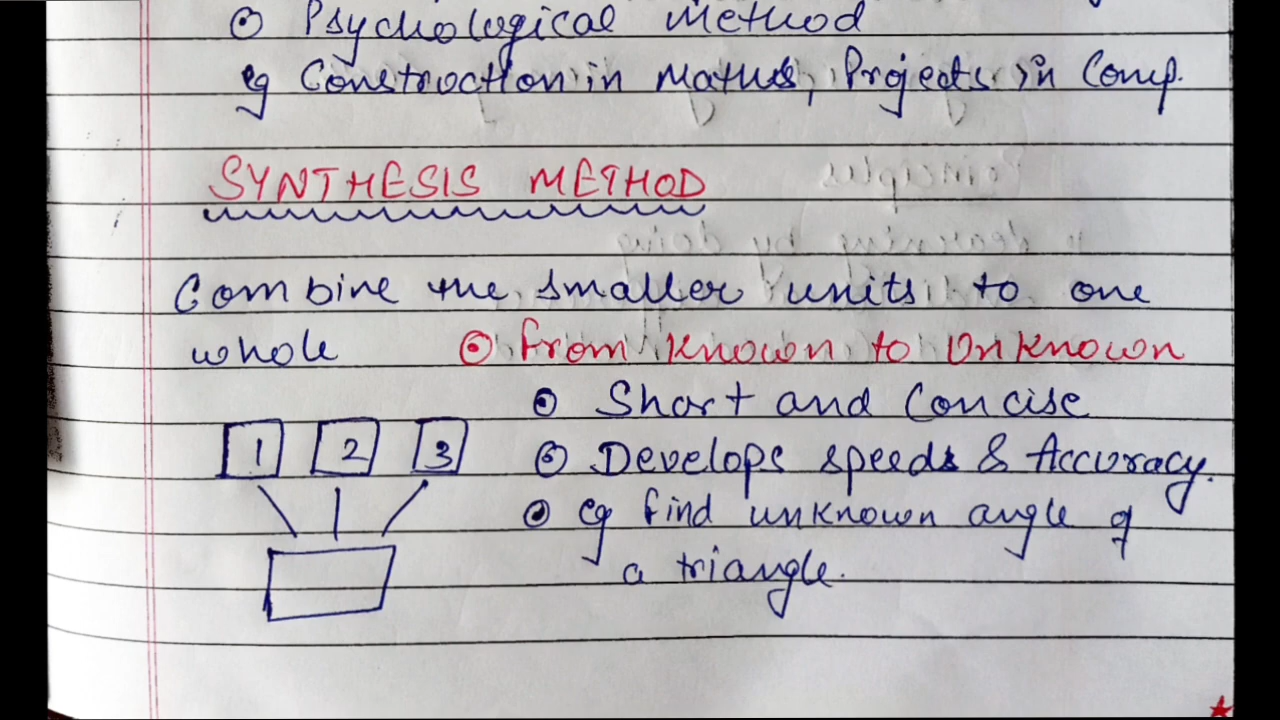 Psychological Method
eg Construction in Maths, Projects in Comp.
SYNTHESIS METHOD
Combine the smaller units to one
whole
from known to Unknown
Short and Concise
1 2 3
Develops speeds & Accuracy.
eg find unknown angle of
a triangle.